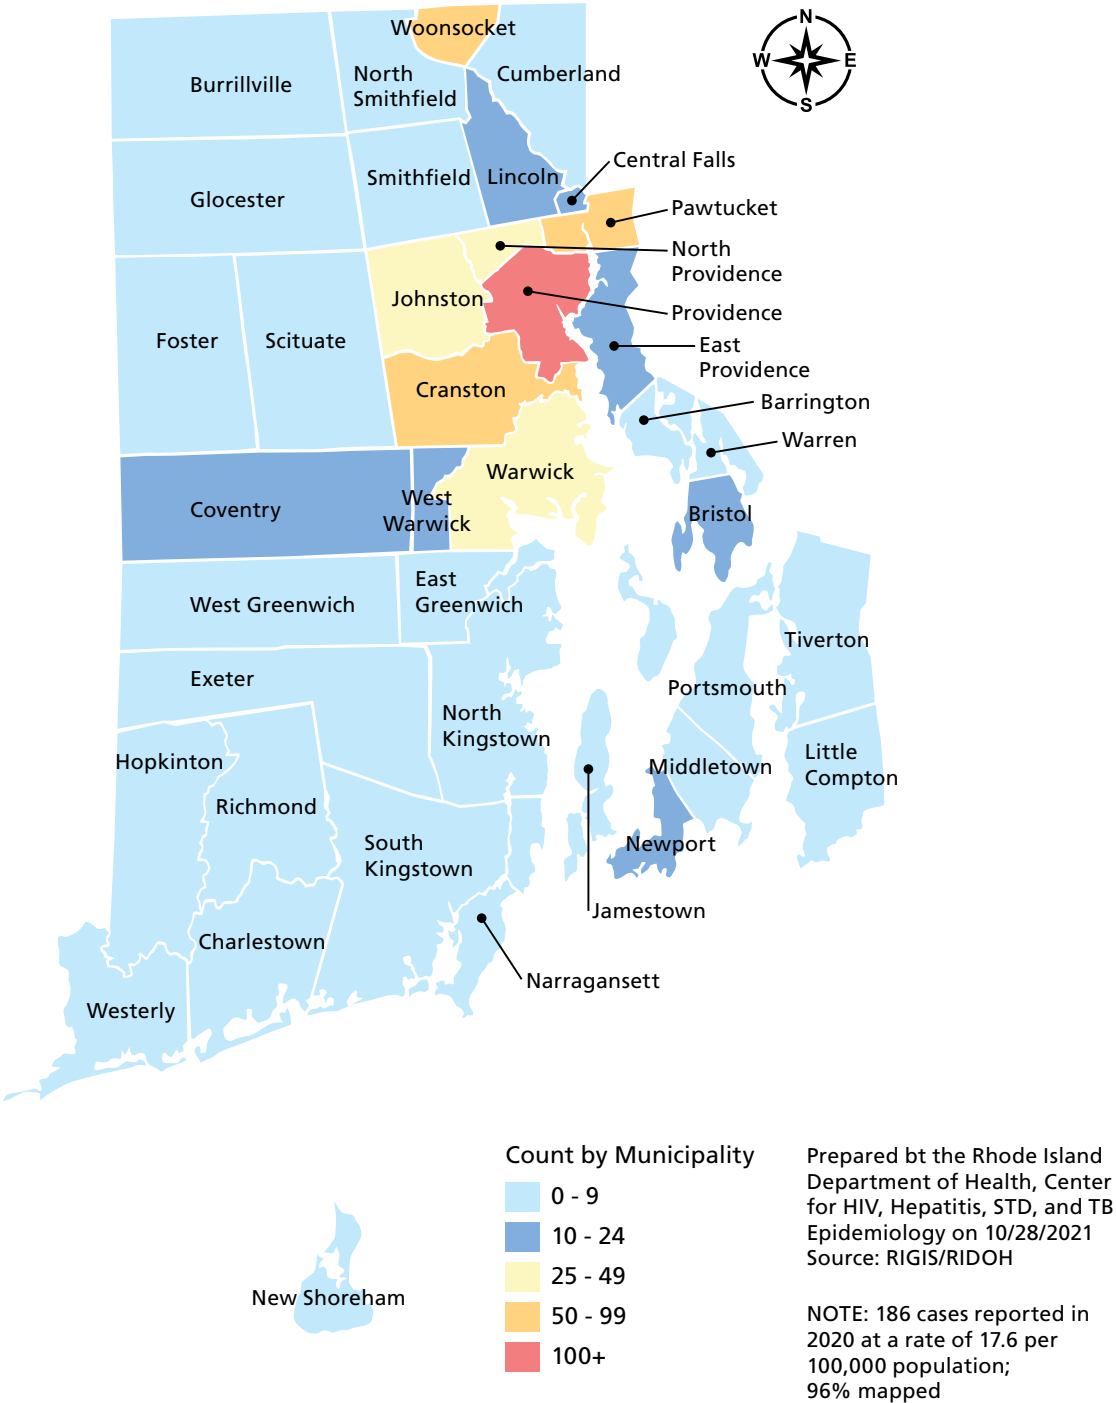 N
W
E
S
Woonsocket
Burrillville
North
Smithfield
Cumberland
Glocester
Smithfield
Lincoln
Central Falls
Pawtucket
North
Providence
Johnston
Providence
Foster
Scituate
East
Providence
Cranston
Barrington
Warren
Warwick
Coventry
West
Warwick
Bristol
West Greenwich
East
Greenwich
Tiverton
Exeter
Portsmouth
North
Kingstown
Hopkinton
Middletown
Little
Compton
Richmond
South
Kingstown
Newport
Jamestown
Charlestown
Narragansett
Westerly
New Shoreham
Count by Municipality
0 - 9
10 - 24
25 - 49
50 - 99
100+
Prepared bt the Rhode Island
Department of Health, Center
for HIV, Hepatitis, STD, and TB
Epidemiology on 10/28/2021
Source: RIGIS/RIDOH
NOTE: 186 cases reported in
2020 at a rate of 17.6 per
100,000 population;
96% mapped